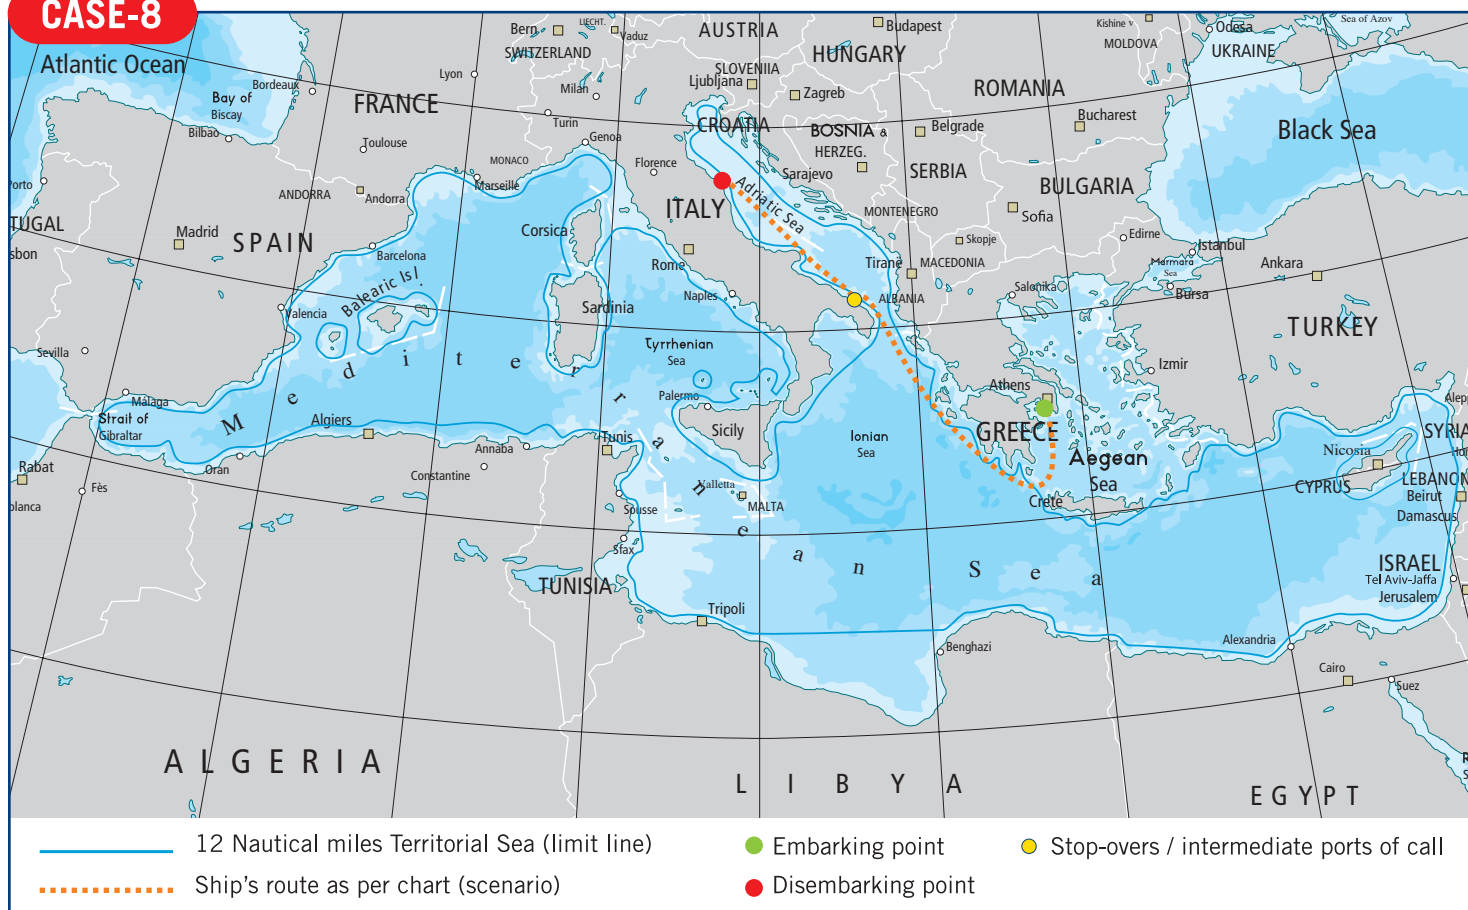 CASE-8
Atlantic Ocean
Bay of
Biscay
Bordeaux
Bilbao
Lyon
FRANCE
Toulouse
ANDORRA
Andorra
MONACO
Marseille
Bern
LIECHT.
Vaduz
SWITZERLAND
Milan
Turin
Genoa
Florence
AUSTRIA
SLOVENIIA
Ljubljana
Zagreb
CROATIA
HUNGARY
Budapest
BOSNIA &
HERZEG.
Belgrade
Sarajevo
SERBIA
MONTENEGRO
ROMANIA
Bucharest
Kishine v
MOLDOVA
Odesa
UKRAINE
Sea of Azov
Black Sea
BULGARIA
Sofia
Skopje
MACEDONIA
Tirane
ALBANIA
Edirne
Istanbul
Marmara
Sea
Bursa
Ankara
TURKEY
Izmir
Salonika
Athens
GREECE
Aegean
Sea
Crete
Porto
TUGAL
sbon
Madrid
SPAIN
Barcelona
Balearic Isl
Valencia
Sevilla
Málaga
Strait of
Gibraltar
Rabat
Fès
blanca
Oran
Algiers
Constantine
Annaba
Tunis
Sousse
Sfax
TUNISIA
Corsica
Sardinia
ITALY
Rome
Naples
Adriatic Sea
Tyrrhenian
Sea
Palermo
Sicily
Valletta
MALTA
Ionian
Sea
Mediterranean Sea
Tripoli
Benghazi
Nicosia
CYPRUS
Alepp
SYRIA
LEBANON
Beirut
Damascus
ISRAEL
Tel Aviv-Jaffa
Jerusalem
Alexandria
Cairo
Suez
ALGERIA
LIBYA
EGYPT
12 Nautical miles Territorial Sea (limit line)
Embarking point
Stop-overs / intermediate ports of call
Ship's route as per chart (scenario)
Disembarking point